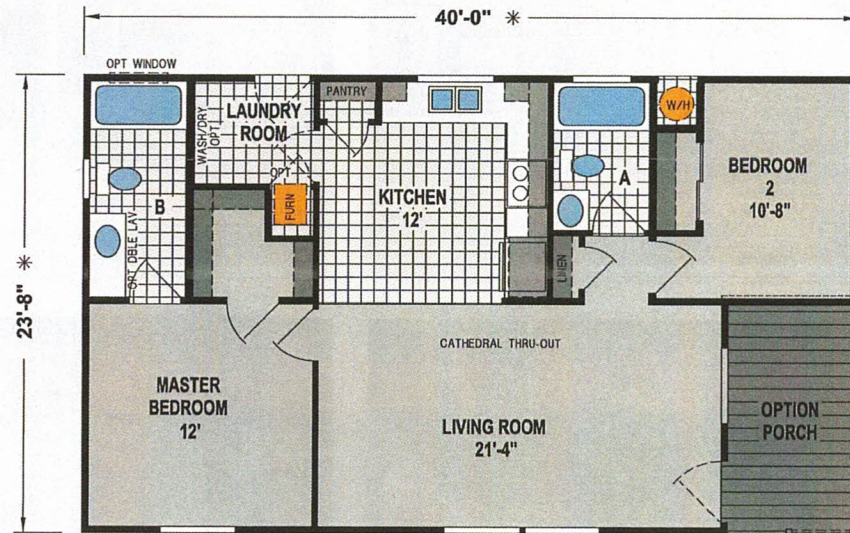 40'-0" *
OPT WINDOW
23'-8" *
WASH/DRY
OPT
LAUNDRY
ROOM
PANTRY
W/H
BEDROOM
2
10'-8"
A
B
OPT
FURN
KITCHEN
12'
OPT DBLE LAV
LINEN
CATHEDRAL THRU-OUT
MASTER
BEDROOM
12'
LIVING ROOM
21'-4"
OPTION
PORCH